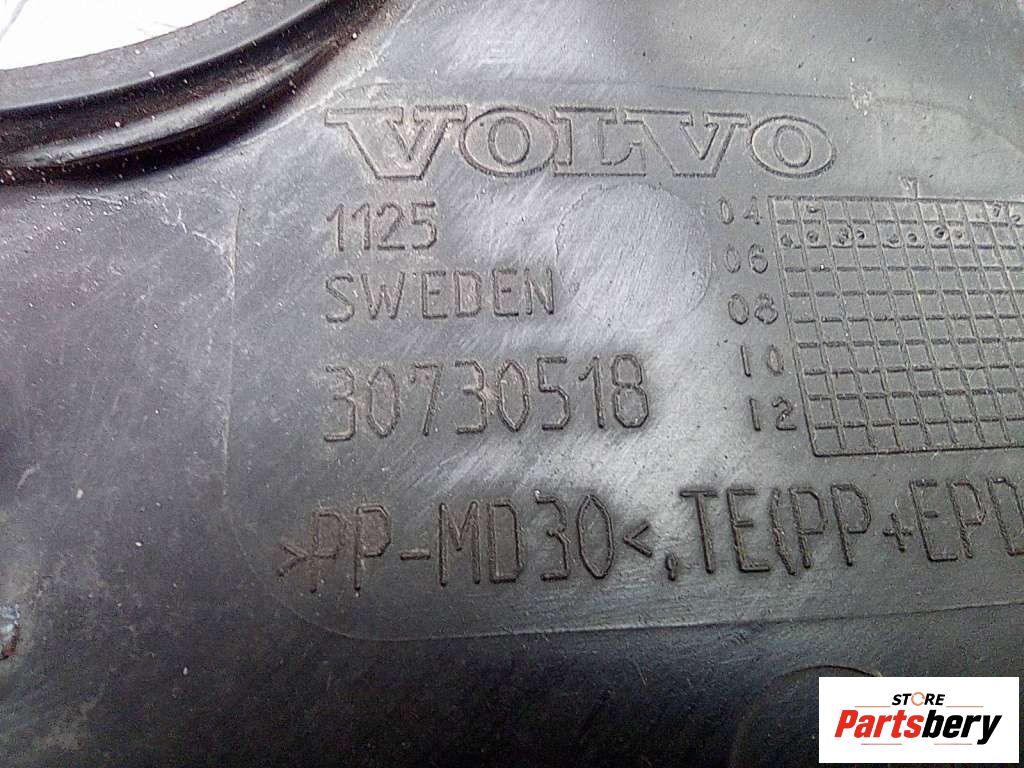 VOLVO
1125
SWEDEN
30730518
>PP-MD30<,TE(PP+EPD
04
06
08
10
12
STORE
Partsbery